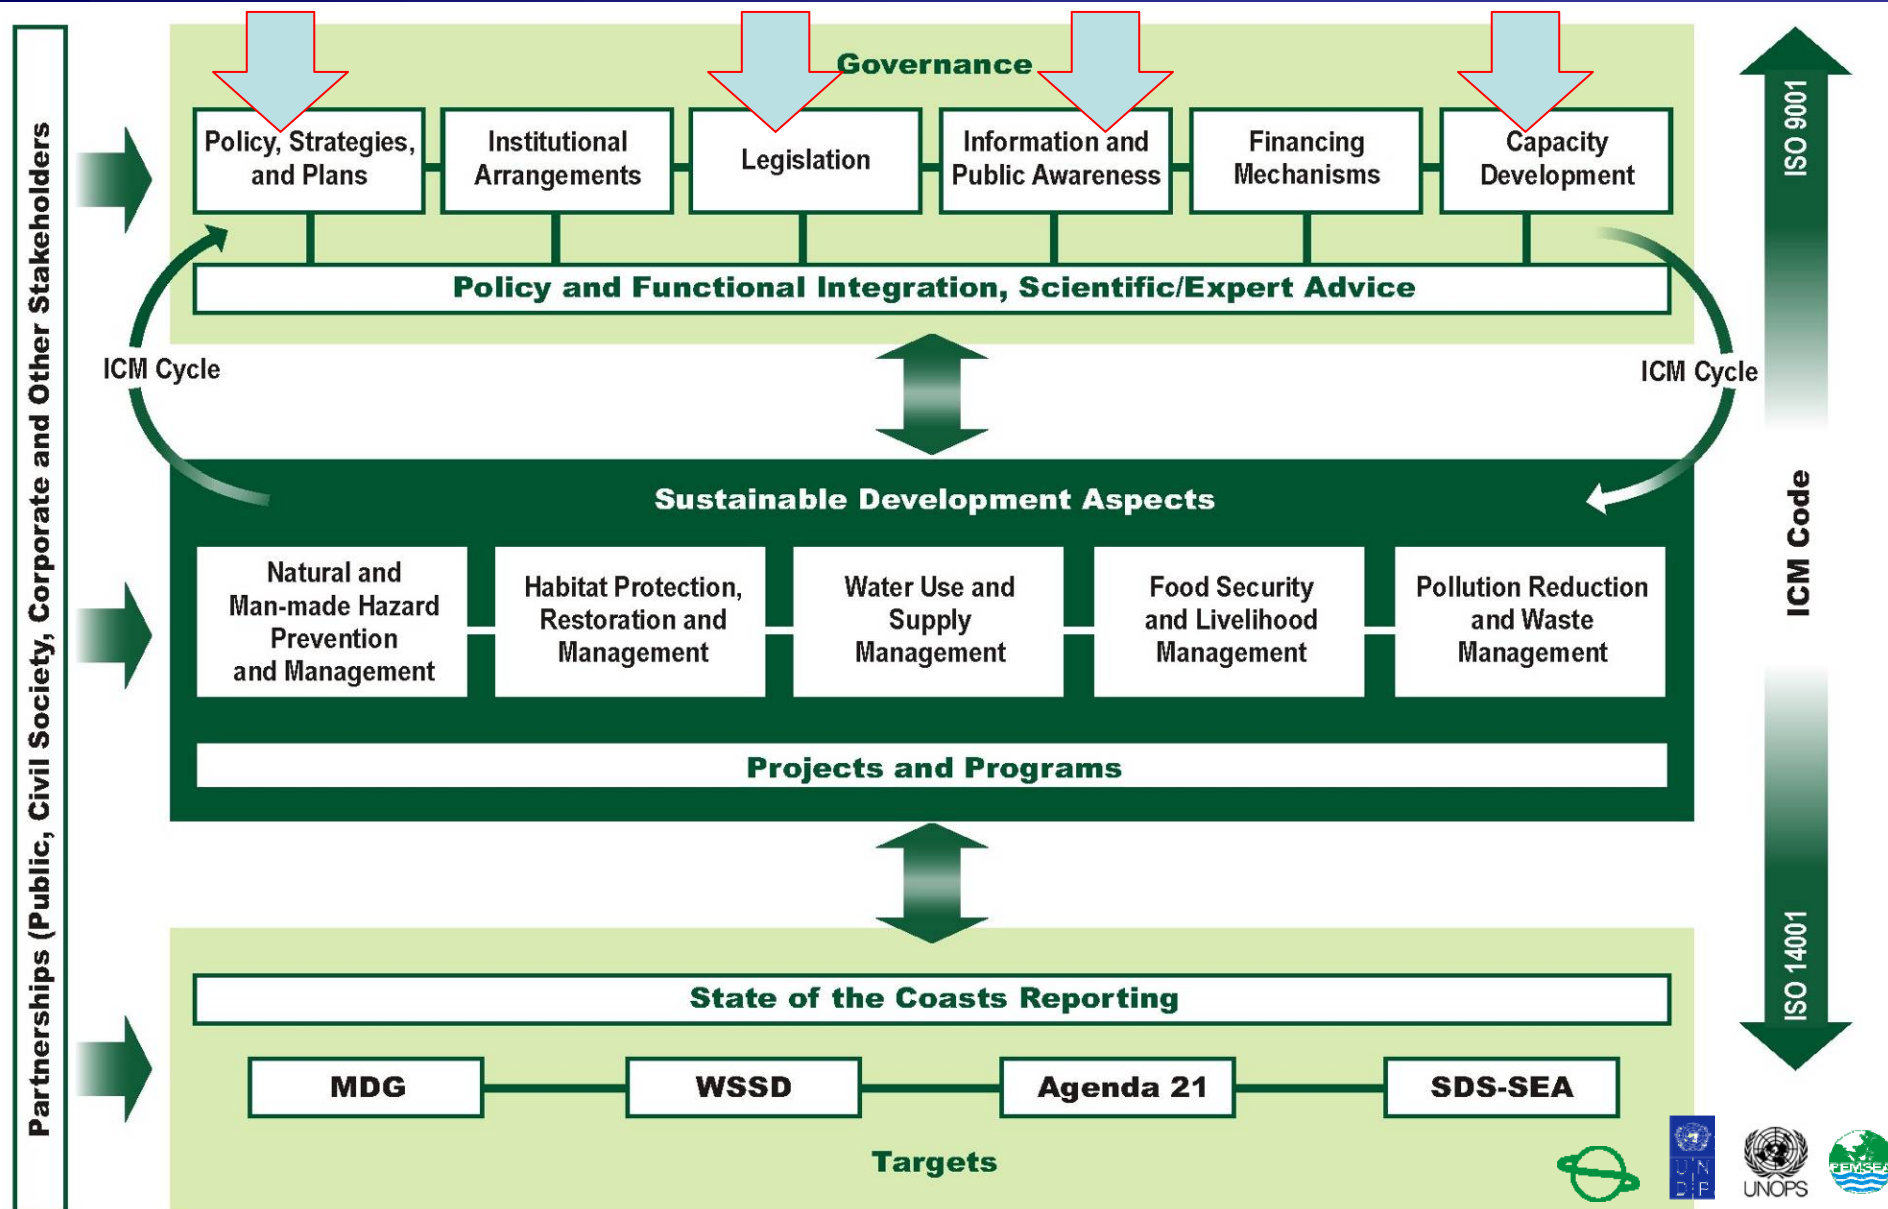 Partnerships (Public, Civil Society, Corporate and Other Stakeholders
Governance
Policy, Strategies,
and Plans
Institutional
Arrangements
Legislation
Information and
Public Awareness
Financing
Mechanisms
Capacity
Development
Policy and Functional Integration, Scientific/Expert Advice
ICM Cycle
ICM Cycle
Sustainable Development Aspects
Natural and
Man-made Hazard
Prevention
and Management
Habitat Protection,
Restoration and
Management
Water Use and
Supply
Management
Food Security
and Livelihood
Management
Pollution Reduction
and Waste
Management
Projects and Programs
State of the Coasts Reporting
MDG
WSSD
Agenda 21
SDS-SEA
Targets
ISO 9001
ICM Code
ISO 14001
U N
D P
UNOPS
PEMSEA